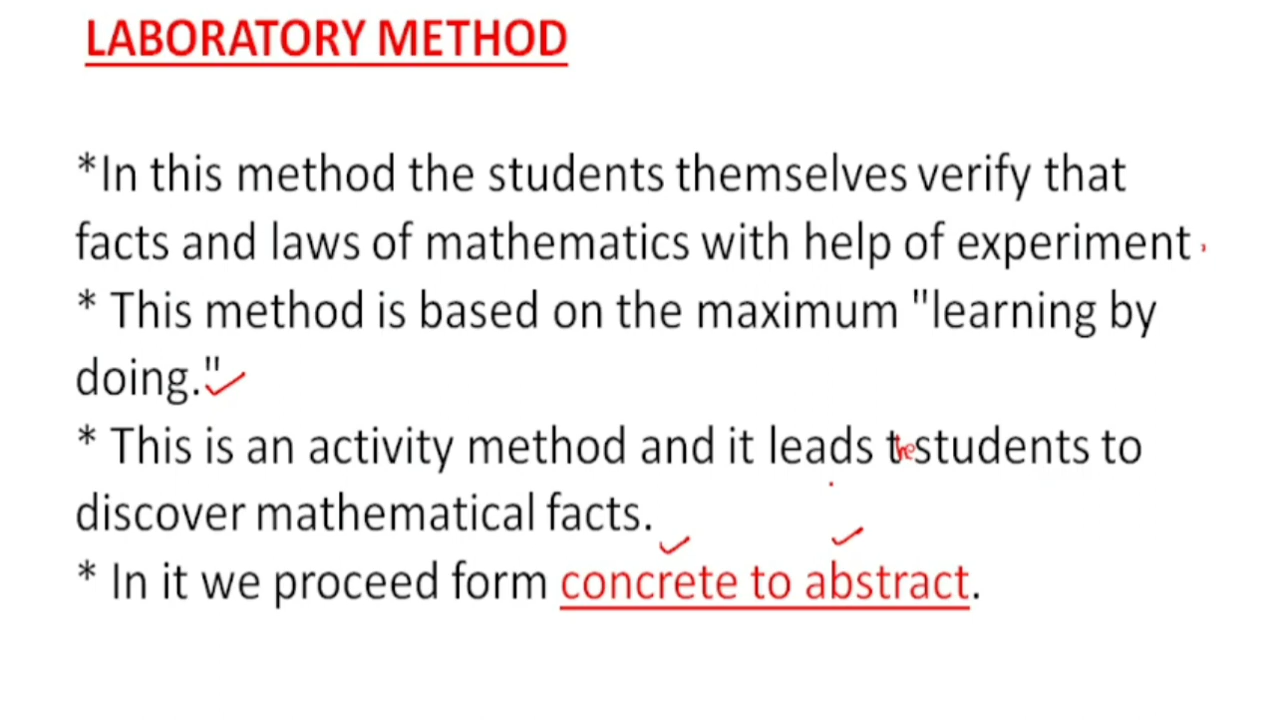 LABORATORY METHOD
*In this method the students themselves verify that
facts and laws of mathematics with help of experiment
* This method is based on the maximum "learning by
doing."
* This is an activity method and it leads the students to
discover mathematical facts.
* In it we proceed form concrete to abstract.